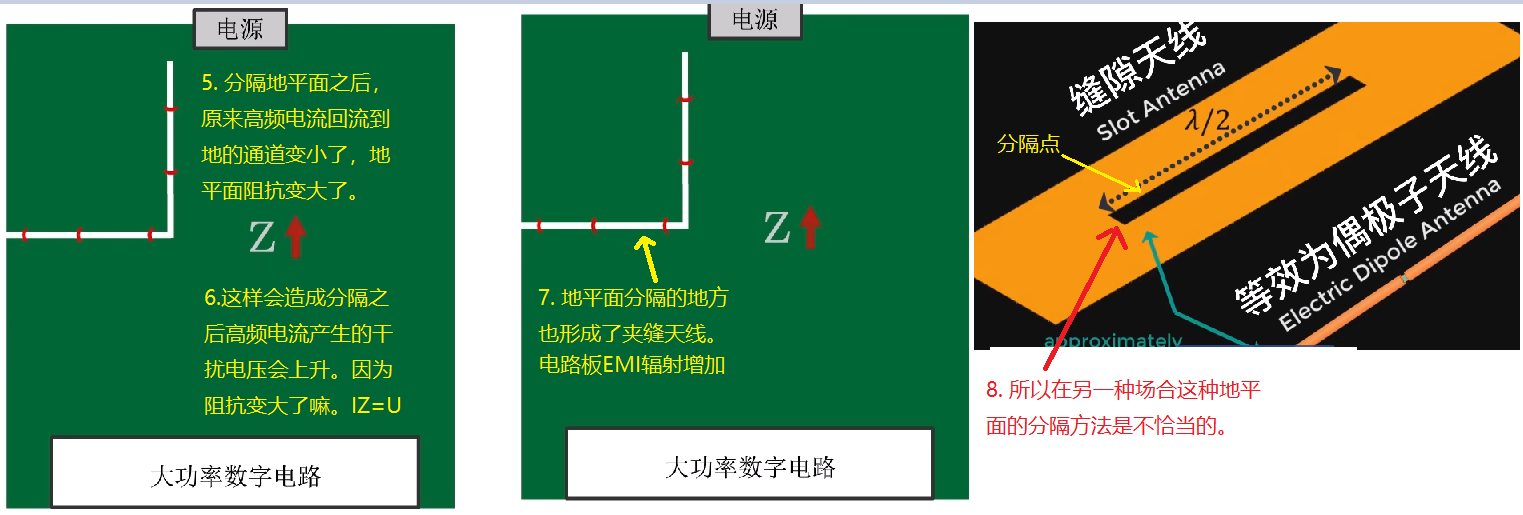 电源
5. 分隔地平面之后，
原来高频电流回流到
地的通道变小了，地
平面阻抗变大了。
Z
6.这样会造成分隔之
后高频电流产生的干
扰电压会上升。因为
阻抗变大了嘛。IZ=U
大功率数字电路
电源
Z
7. 地平面分隔的地方
也形成了夹缝天线。
电路板EMI辐射增加
大功率数字电路
缝隙天线
Slot Antenna
λ/2
分隔点
等效为偶极子天线
Electric Dipole Antenna
approximately
8. 所以在另一种场合这种地平
面的分隔方法是不恰当的。